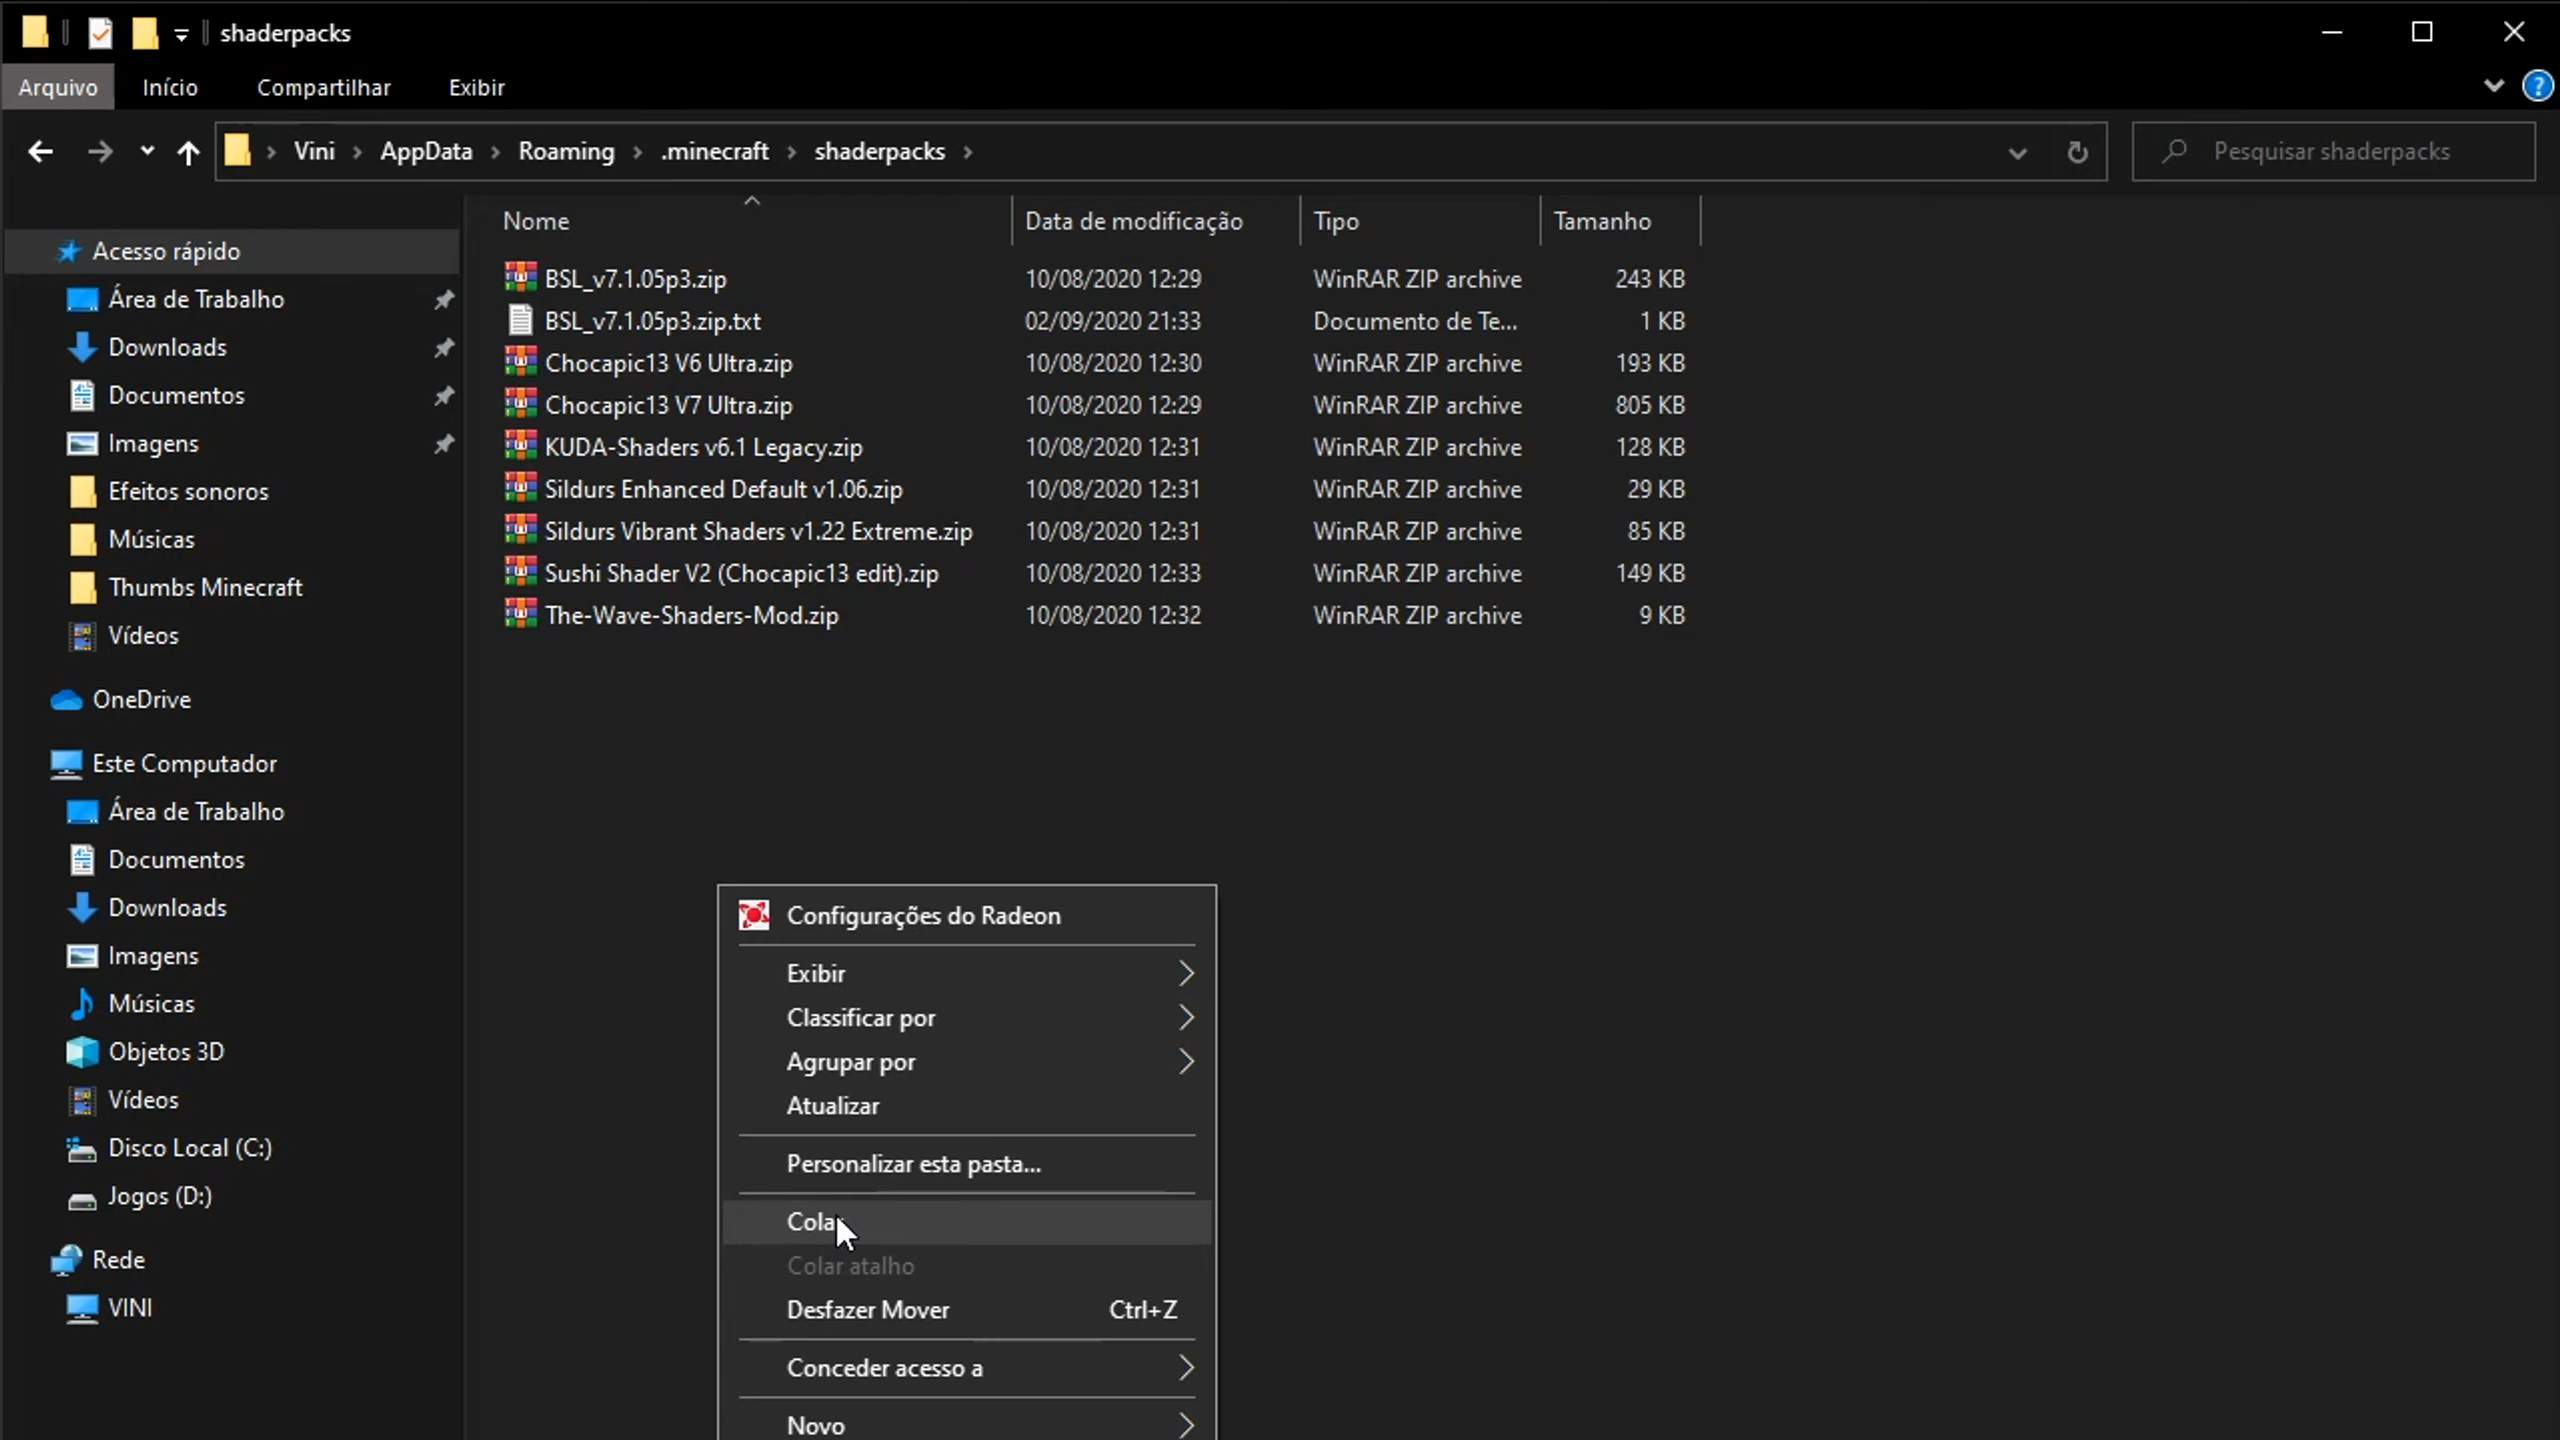 shaderpacks
Arquivo Início Compartilhar Exibir
Vini AppData Roaming .minecraft shaderpacks Pesquisar shaderpacks
Nome Data de modificação Tipo Tamanho
BSL_v7.1.05p3.zip 10/08/2020 12:29 WinRAR ZIP archive 243 KB
BSL_v7.1.05p3.zip.txt 02/09/2020 21:33 Documento de Te... 1 KB
Chocapic13 V6 Ultra.zip 10/08/2020 12:30 WinRAR ZIP archive 193 KB
Chocapic13 V7 Ultra.zip 10/08/2020 12:29 WinRAR ZIP archive 805 KB
KUDA-Shaders v6.1 Legacy.zip 10/08/2020 12:31 WinRAR ZIP archive 128 KB
Sildurs Enhanced Default v1.06.zip 10/08/2020 12:31 WinRAR ZIP archive 29 KB
Sildurs Vibrant Shaders v1.22 Extreme.zip 10/08/2020 12:31 WinRAR ZIP archive 85 KB
Sushi Shader V2 (Chocapic13 edit).zip 10/08/2020 12:33 WinRAR ZIP archive 149 KB
The-Wave-Shaders-Mod.zip 10/08/2020 12:32 WinRAR ZIP archive 9 KB
Acesso rápido
Área de Trabalho
Downloads
Documentos
Imagens
Efeitos sonoros
Músicas
Thumbs Minecraft
Vídeos
OneDrive
Este Computador
Área de Trabalho
Documentos
Downloads
Imagens
Músicas
Objetos 3D
Vídeos
Disco Local (C:)
Jogos (D:)
Rede
VINI
Configurações do Radeon
Exibir
Classificar por
Agrupar por
Atualizar
Personalizar esta pasta...
Colar
Colar atalho
Desfazer Mover Ctrl+Z
Conceder acesso a
Novo